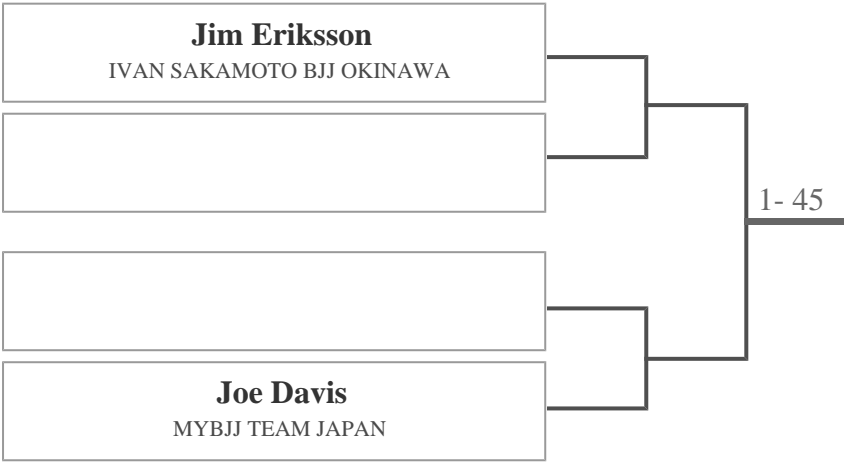 Jim Eriksson
IVAN SAKAMOTO BJJ OKINAWA
1- 45
Joe Davis
MYBJJ TEAM JAPAN